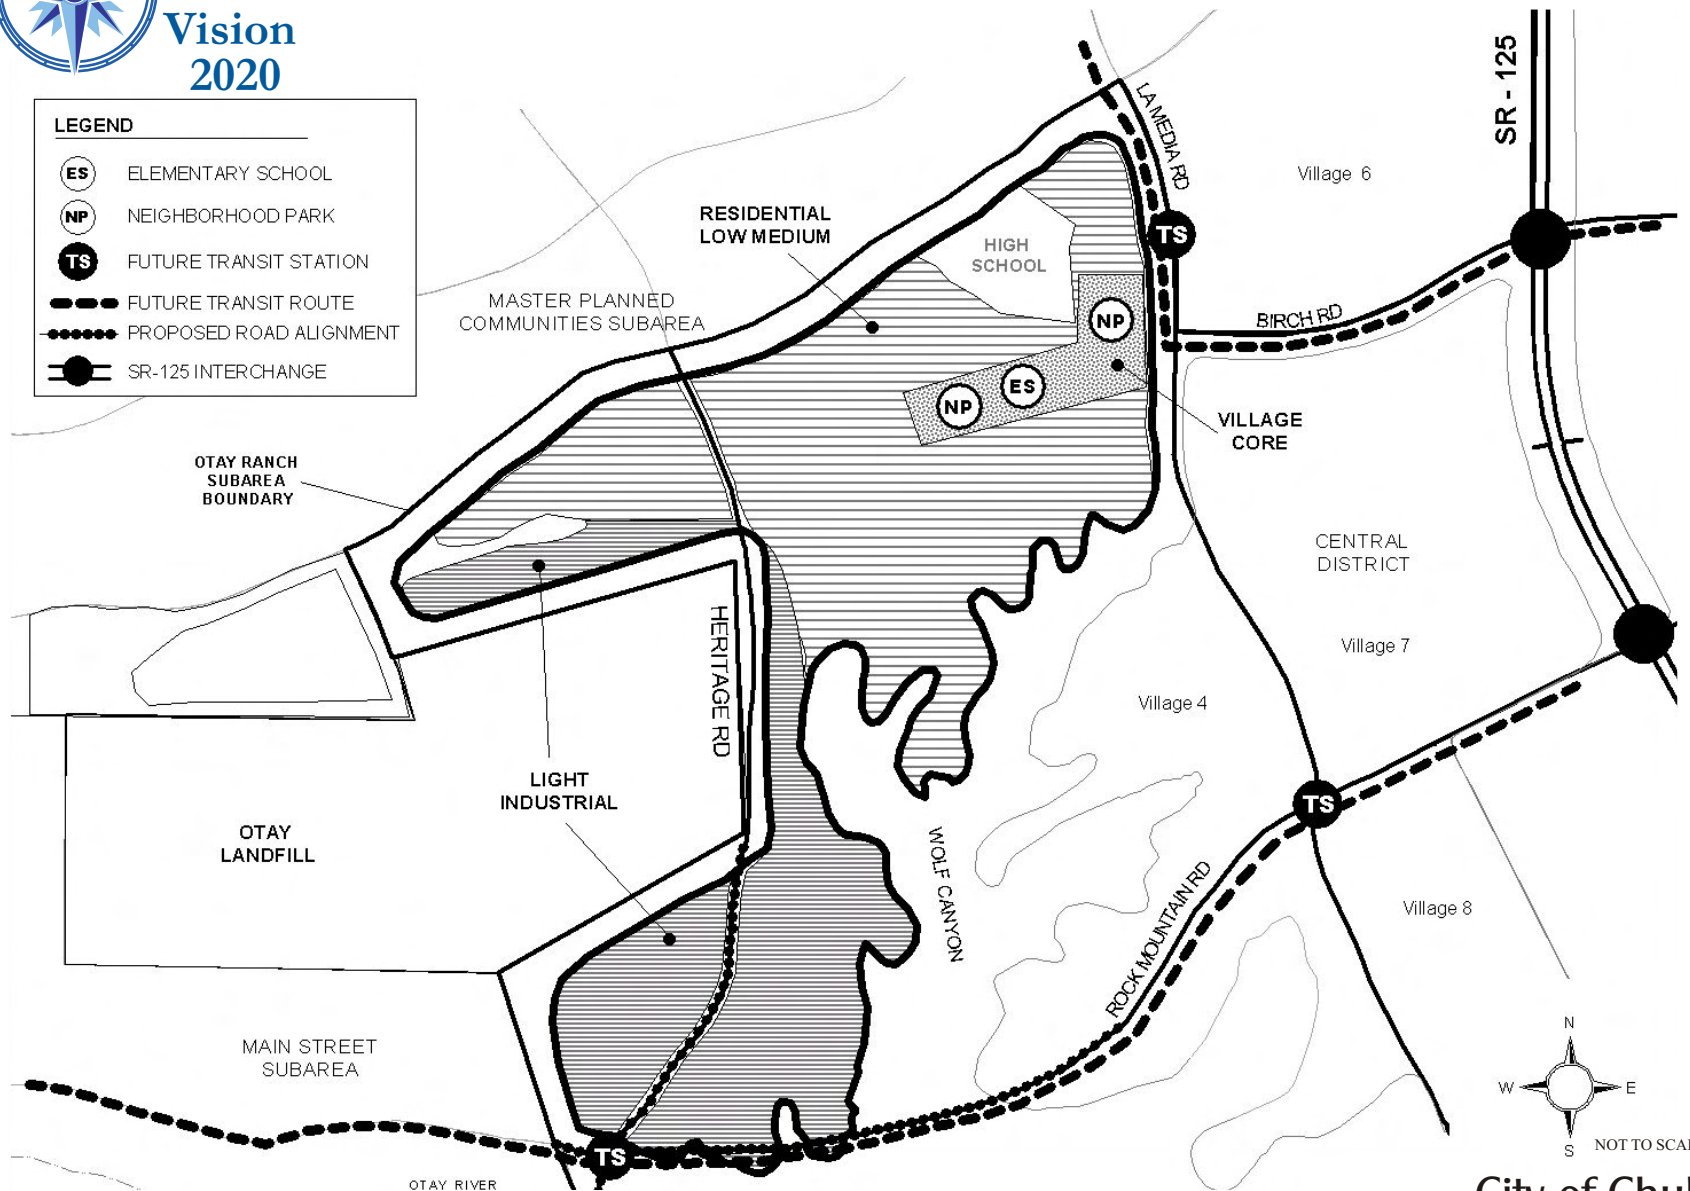 Vision
2020
LEGEND
ES ELEMENTARY SCHOOL
NP NEIGHBORHOOD PARK
TS FUTURE TRANSIT STATION
FUTURE TRANSIT ROUTE
PROPOSED ROAD ALIGNMENT
SR-125 INTERCHANGE
SR - 125
LA MEDIA RD
Village 6
RESIDENTIAL
LOW MEDIUM
TS
HIGH
SCHOOL
MASTER PLANNED
COMMUNITIES SUBAREA
NP
BIRCH RD
ES
NP
VILLAGE
CORE
OTAY RANCH
SUBAREA
BOUNDARY
CENTRAL
DISTRICT
HERITAGE RD
Village 7
Village 4
LIGHT
INDUSTRIAL
TS
OTAY
LANDFILL
WOLF CANYON
ROCK MOUNTAIN RD
Village 8
MAIN STREET
SUBAREA
N
W E
S
NOT TO SCAL
TS
OTAY RIVER
City of Chul